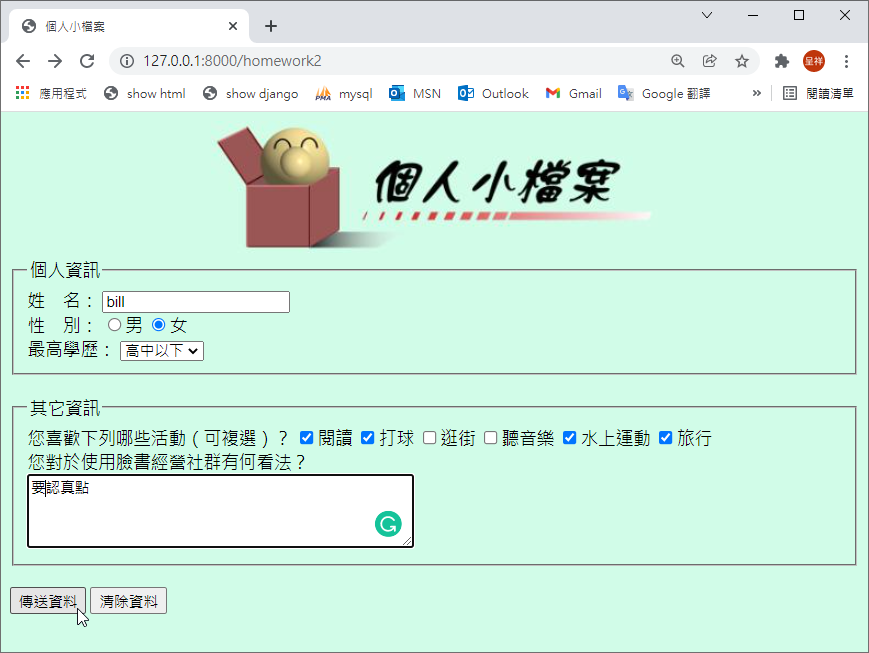 個人小檔案
127.0.0.1:8000/homework2
呈祥
應用程式 show html show django mysql MSN Outlook Gmail Google 翻譯 » 閱讀清單
個人小檔案
個人資訊
姓 名： bill
性 別： 男 女
最高學歷： 高中以下
其它資訊
您喜歡下列哪些活動（可複選）？ 閱讀 打球 逛街 聽音樂 水上運動 旅行
您對於使用臉書經營社群有何看法？
要認真點
傳送資料 清除資料